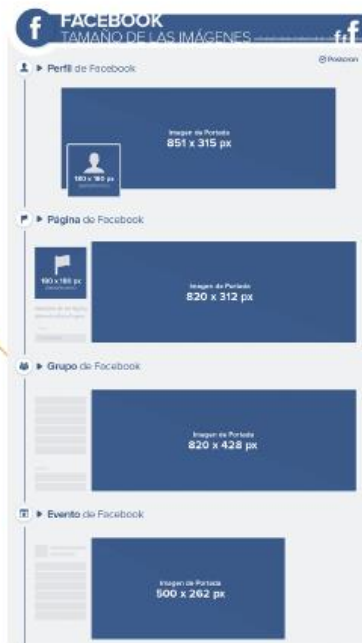 FACEBOOK
TAMAÑO DE LAS IMÁGENES
Posicion
Perfil de Facebook
Imagen de Portada
851 x 315 px
180 x 180 px
Página de Facebook
180 x 180 px
Imagen de Portada
820 x 312 px
Grupo de Facebook
Imagen de Portada
820 x 428 px
Evento de Facebook
Imagen de Portada
500 x 262 px